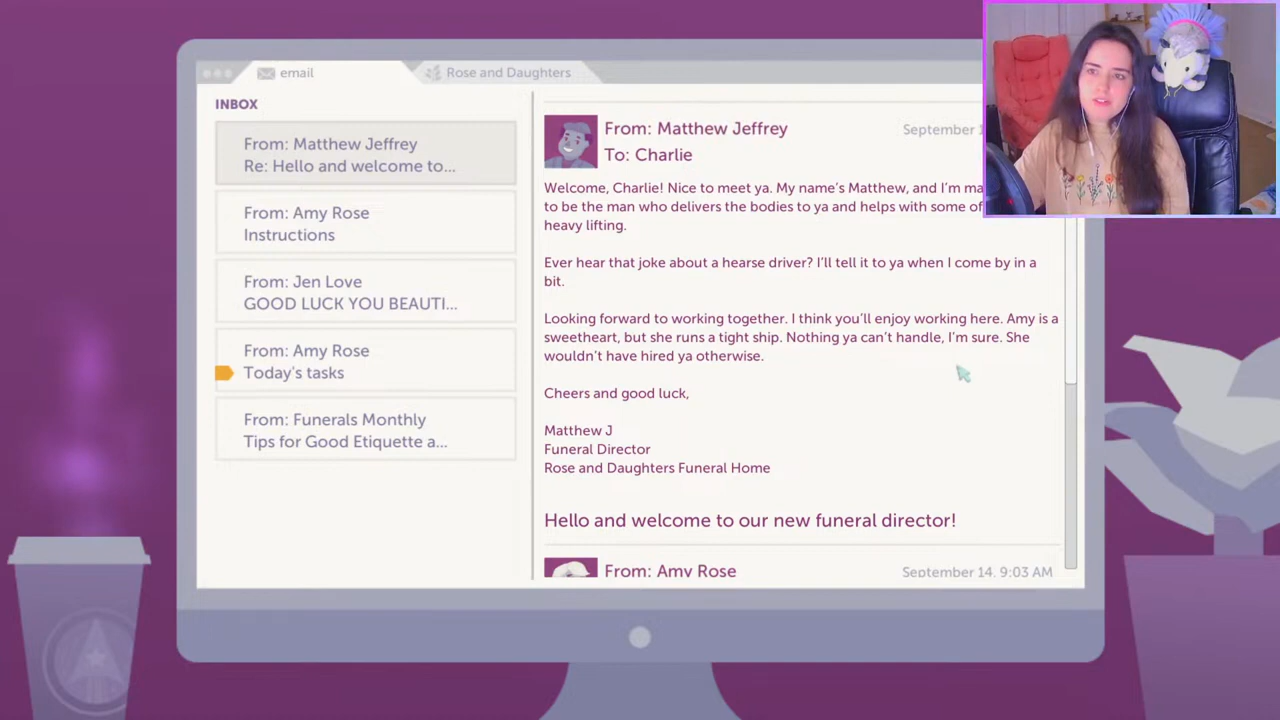 email
Rose and Daughters
INBOX
From: Matthew Jeffrey
Re: Hello and welcome to...
From: Amy Rose
Instructions
From: Jen Love
GOOD LUCK YOU BEAUTI...
From: Amy Rose
Today's tasks
From: Funerals Monthly
Tips for Good Etiquette a...
From: Matthew Jeffrey
September
To: Charlie
Welcome, Charlie! Nice to meet ya. My name's Matthew, and I'm
to be the man who delivers the bodies to ya and helps with some of
heavy lifting.
Ever hear that joke about a hearse driver? I'll tell it to ya when I come by in a
bit.
Looking forward to working together. I think you'll enjoy working here. Amy is a
sweetheart, but she runs a tight ship. Nothing ya can't handle, I'm sure. She
wouldn't have hired ya otherwise.
Cheers and good luck,
Matthew J
Funeral Director
Rose and Daughters Funeral Home
Hello and welcome to our new funeral director!
From: Amy Rose
September 14, 9:03 AM